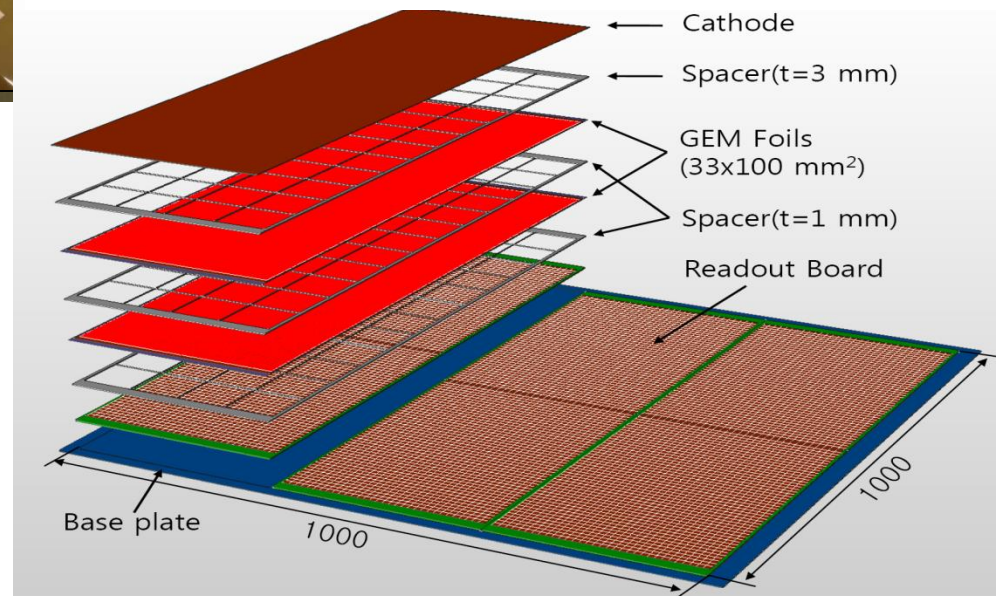 Cathode
Spacer(t=3 mm)
GEM Foils
(33x100 mm²)
Spacer(t=1 mm)
Readout Board
Base plate
1000
1000